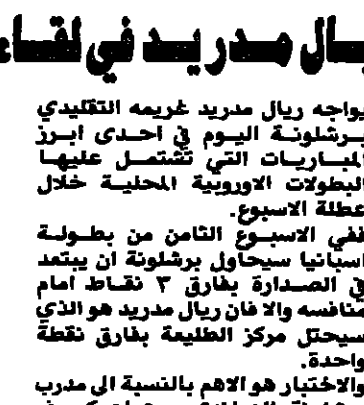 ـال مدريد في لقاء
يواجه ريال مدريد غريمه التقليدي
برشلونة اليوم في احدى ابرز
المباريات التي تشتمل عليها
البطولات الاوروبية المحلية خلال
عطلة الاسبوع.
ففي الاسبوع الثامن من بطولة
اسبانيا سيحاول برشلونة ان يبتعد
في الصدارة بفارق ٣ نقاط امام
منافسه والا فان ريال مدريد هو الذي
سيحتل مركز الطليعة بفارق نقطة
واحدة.
والاختبار هو الاهم بالنسبة الى مدرب